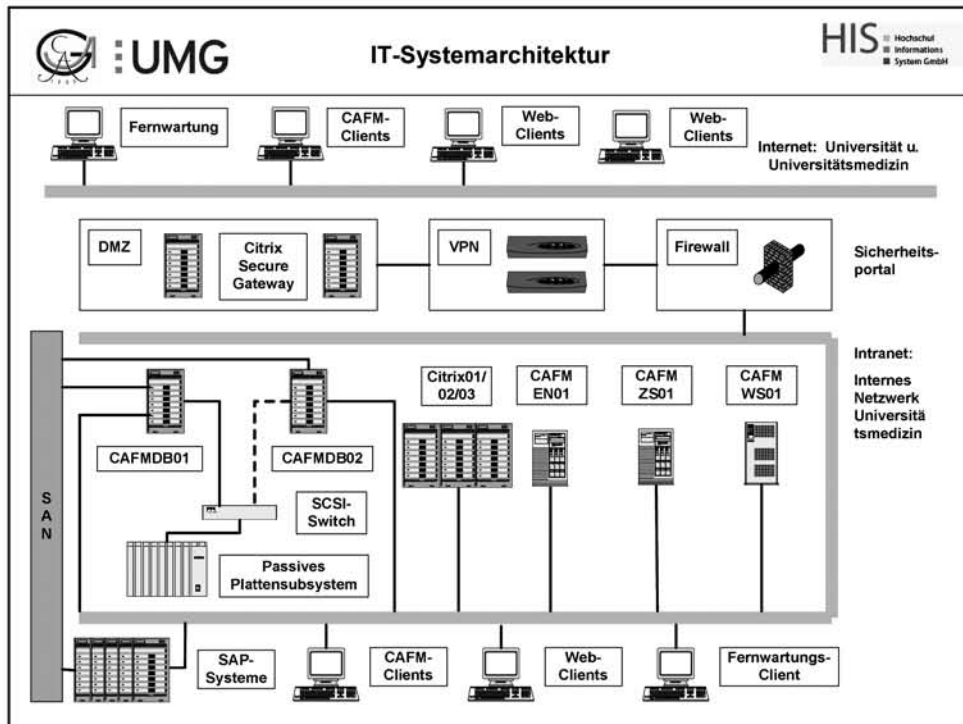 UMG
IT-Systemarchitektur
HIS
Hochschul
Informations
System GmbH
Fernwartung
CAFM-
Clients
Web-
Clients
Web-
Clients
Internet: Universität u.
Universitätsmedizin
DMZ
Citrix
Secure
Gateway
VPN
Firewall
Sicherheits-
portal
Intranet:
Internes
Netzwerk
Universitä
tsmedizin
Citrix01/
02/03
CAFM
EN01
CAFM
ZS01
CAFM
WS01
CAFMDB01
CAFMDB02
SCSI-
Switch
Passives
Plattensubsystem
S
A
N
SAP-
Systeme
CAFM-
Clients
Web-
Clients
Fernwartungs-
Client